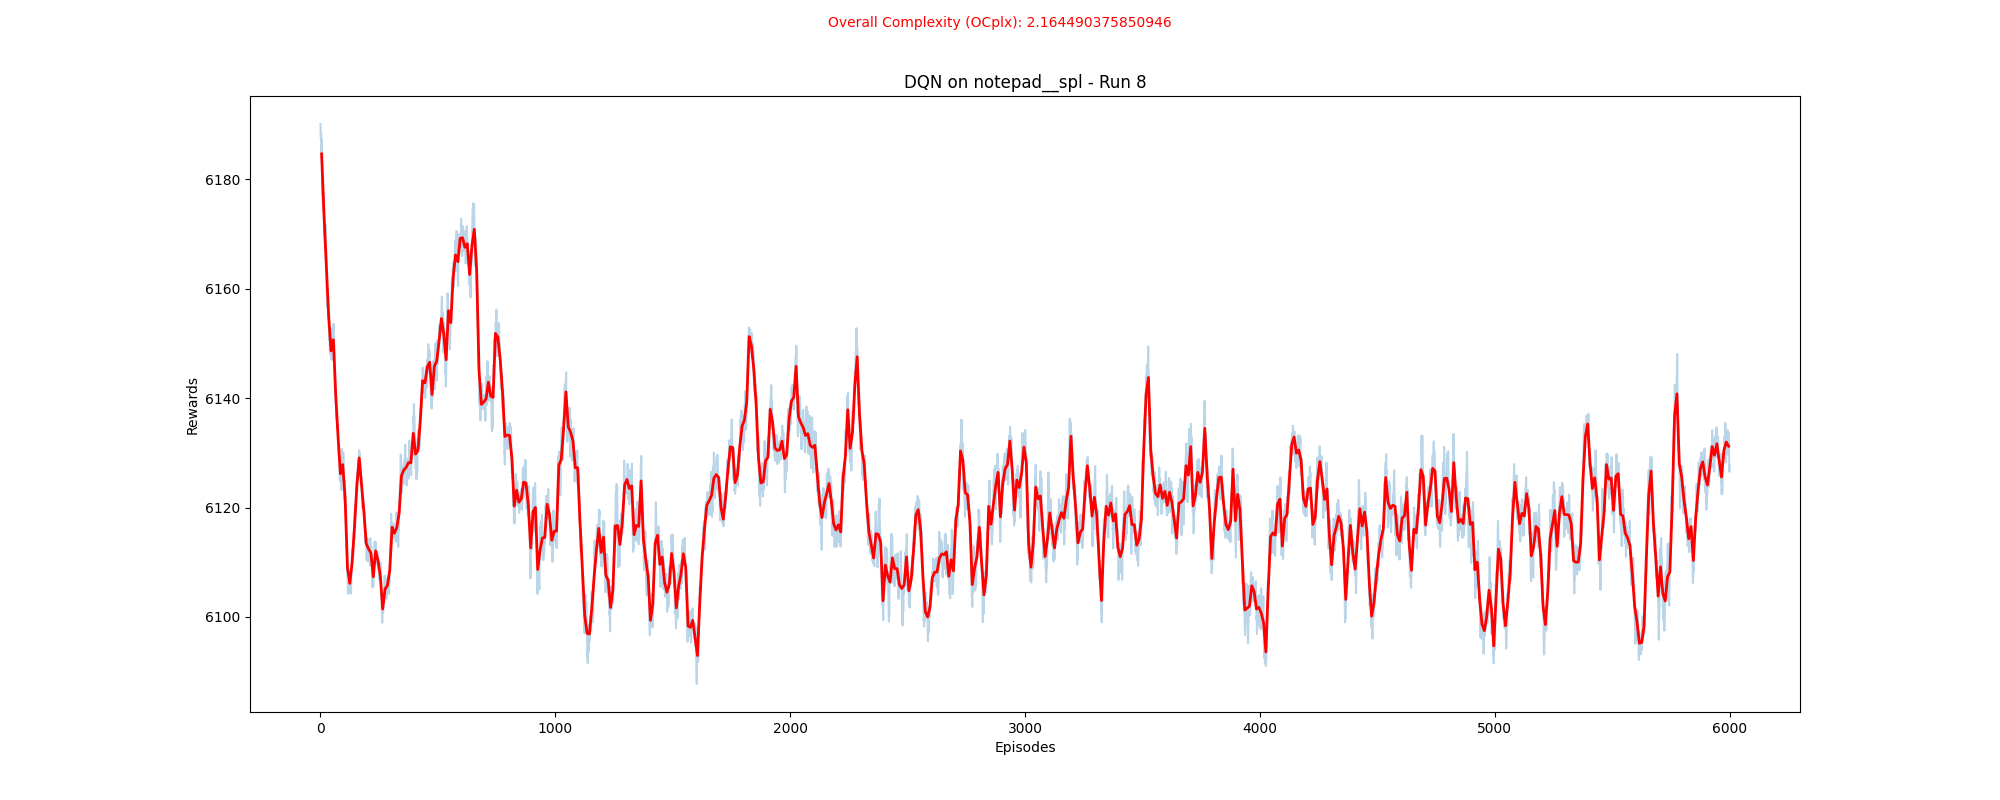 Overall Complexity (OCplx): 2.164490375850946
DQN on notepad__spl - Run 8
Rewards
6180
6160
6140
6120
6100
0 1000 2000 3000 4000 5000 6000
Episodes